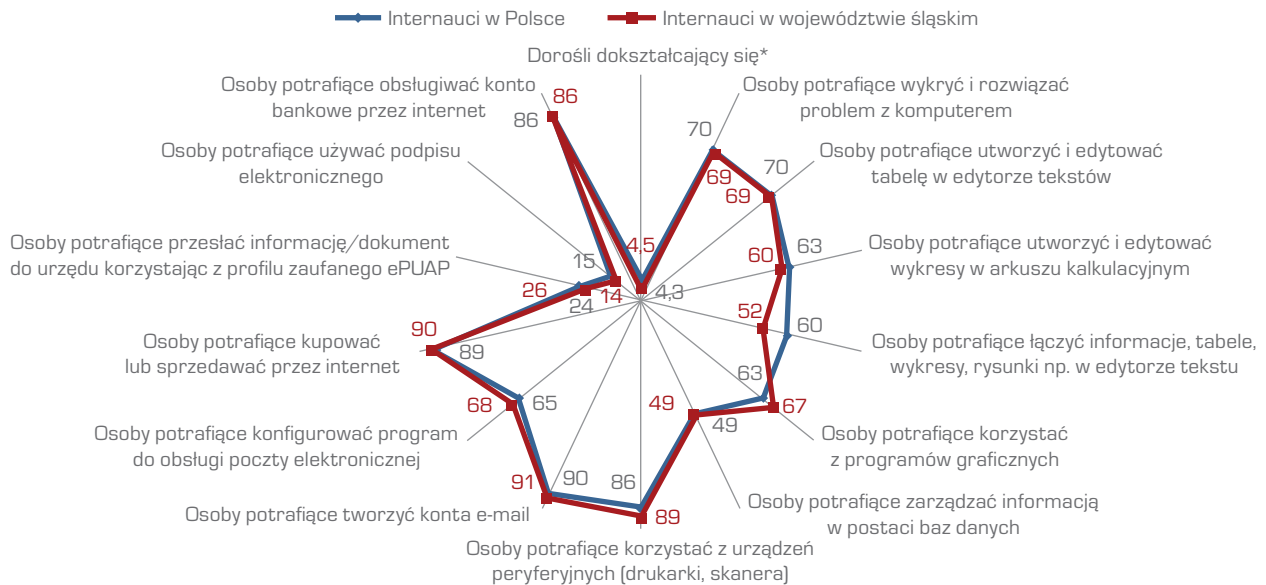 Internauci w Polsce
Internauci w województwie śląskim
Dorośli dokształcający się*
Osoby potrafiące obsługiwać konto
bankowe przez internet
86
86
Osoby potrafiące wykryć i rozwiązać
problem z komputerem
70
69
Osoby potrafiące używać podpisu
elektronicznego
Osoby potrafiące utworzyć i edytować
tabelę w edytorze tekstów
70
69
Osoby potrafiące przesłać informację/dokument
do urzędu korzystając z profilu zaufanego ePUAP
15
14
26
24
4,5
4,3
63
60
Osoby potrafiące utworzyć i edytować
wykresy w arkuszu kalkulacyjnym
Osoby potrafiące kupować
lub sprzedawać przez internet
90
89
52
60
Osoby potrafiące łączyć informacje, tabele,
wykresy, rysunki np. w edytorze tekstu
Osoby potrafiące konfigurować program
do obsługi poczty elektronicznej
68
65
63
67
Osoby potrafiące korzystać
z programów graficznych
49
49
Osoby potrafiące tworzyć konta e-mail
91
90
86
89
Osoby potrafiące zarządzać informacją
w postaci baz danych
Osoby potrafiące korzystać z urządzeń
peryferyjnych (drukarki, skanera)